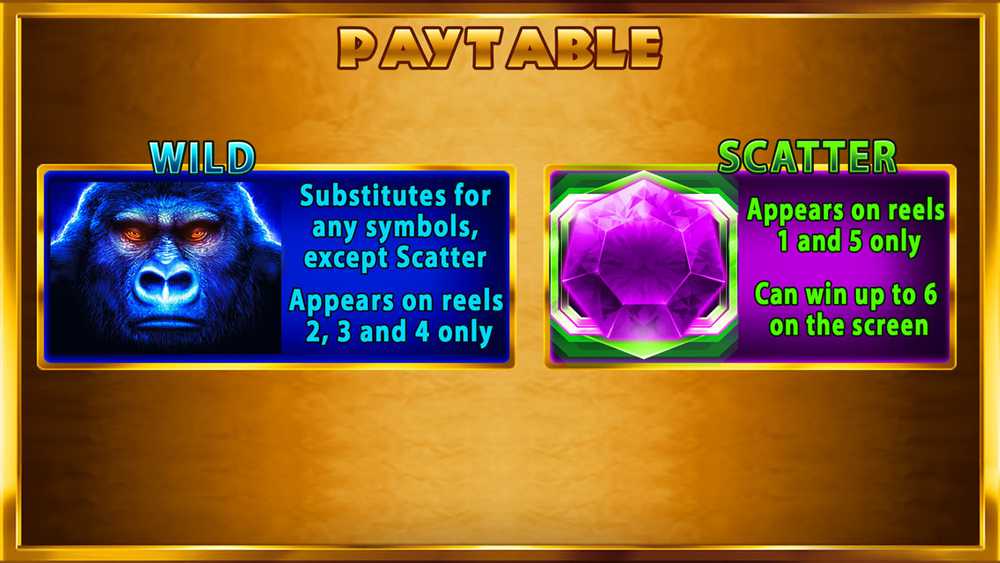 PAYTABLE
WILD
Substitutes for
any symbols,
except Scatter
Appears on reels
2, 3 and 4 only
SCATTER
Appears on reels
1 and 5 only
Can win up to 6
on the screen